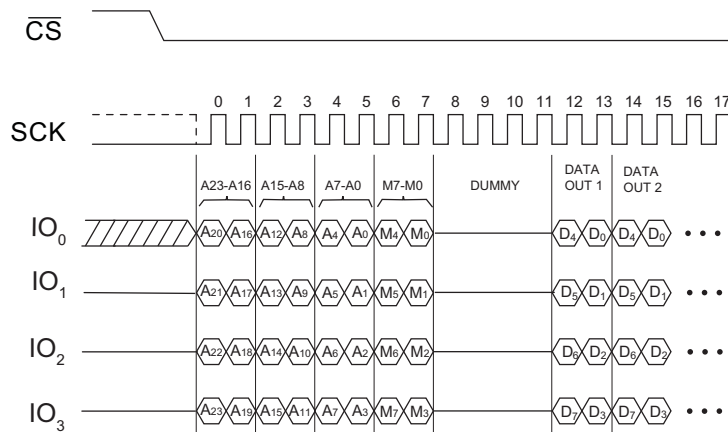 CS
0 1 2 3 4 5 6 7 8 9 10 11 12 13 14 15 16 17
SCK
A23-A16 A15-A8 A7-A0 M7-M0 DUMMY DATA OUT 1 DATA OUT 2
IO0 A20 A16 A12 A8 A4 A0 M4 M0 D4 D0 D4 D0 • • •
IO1 A21 A17 A13 A9 A5 A1 M5 M1 D5 D1 D5 D1 • • •
IO2 A22 A18 A14 A10 A6 A2 M6 M2 D6 D2 D6 D2 • • •
IO3 A23 A19 A15 A11 A7 A3 M7 M3 D7 D3 D7 D3 • • •